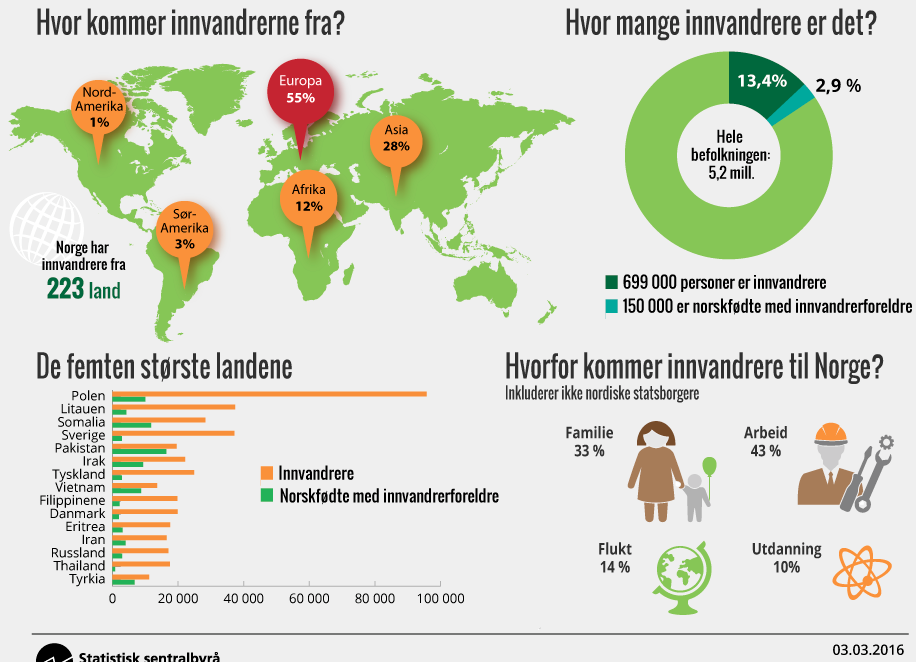 Hvor kommer innvandrerne fra?
Nord-
Amerika
1%
Europa
55%
Asia
28%
Afrika
12%
Sør-
Amerika
3%
Norge har
innvandrere fra
223 land
Hvor mange innvandrere er det?
13,4%
2,9 %
Hele
befolkningen:
5,2 mill.
699 000 personer er innvandrere
150 000 er norskfødte med innvandrerforeldre
De femten største landene
Polen
Litauen
Somalia
Sverige
Pakistan
Irak
Tyskland
Vietnam
Filippinene
Danmark
Eritrea
Iran
Russland
Thailand
Tyrkia
0 20 000 40 000 60 000 80 000 100 000
Innvandrere
Norskfødte med innvandrerforeldre
Hvorfor kommer innvandrere til Norge?
Inkluderer ikke nordiske statsborgere
Familie
33 %
Arbeid
43 %
Flukt
14 %
Utdanning
10%
Statistisk sentralbyrå
03.03.2016